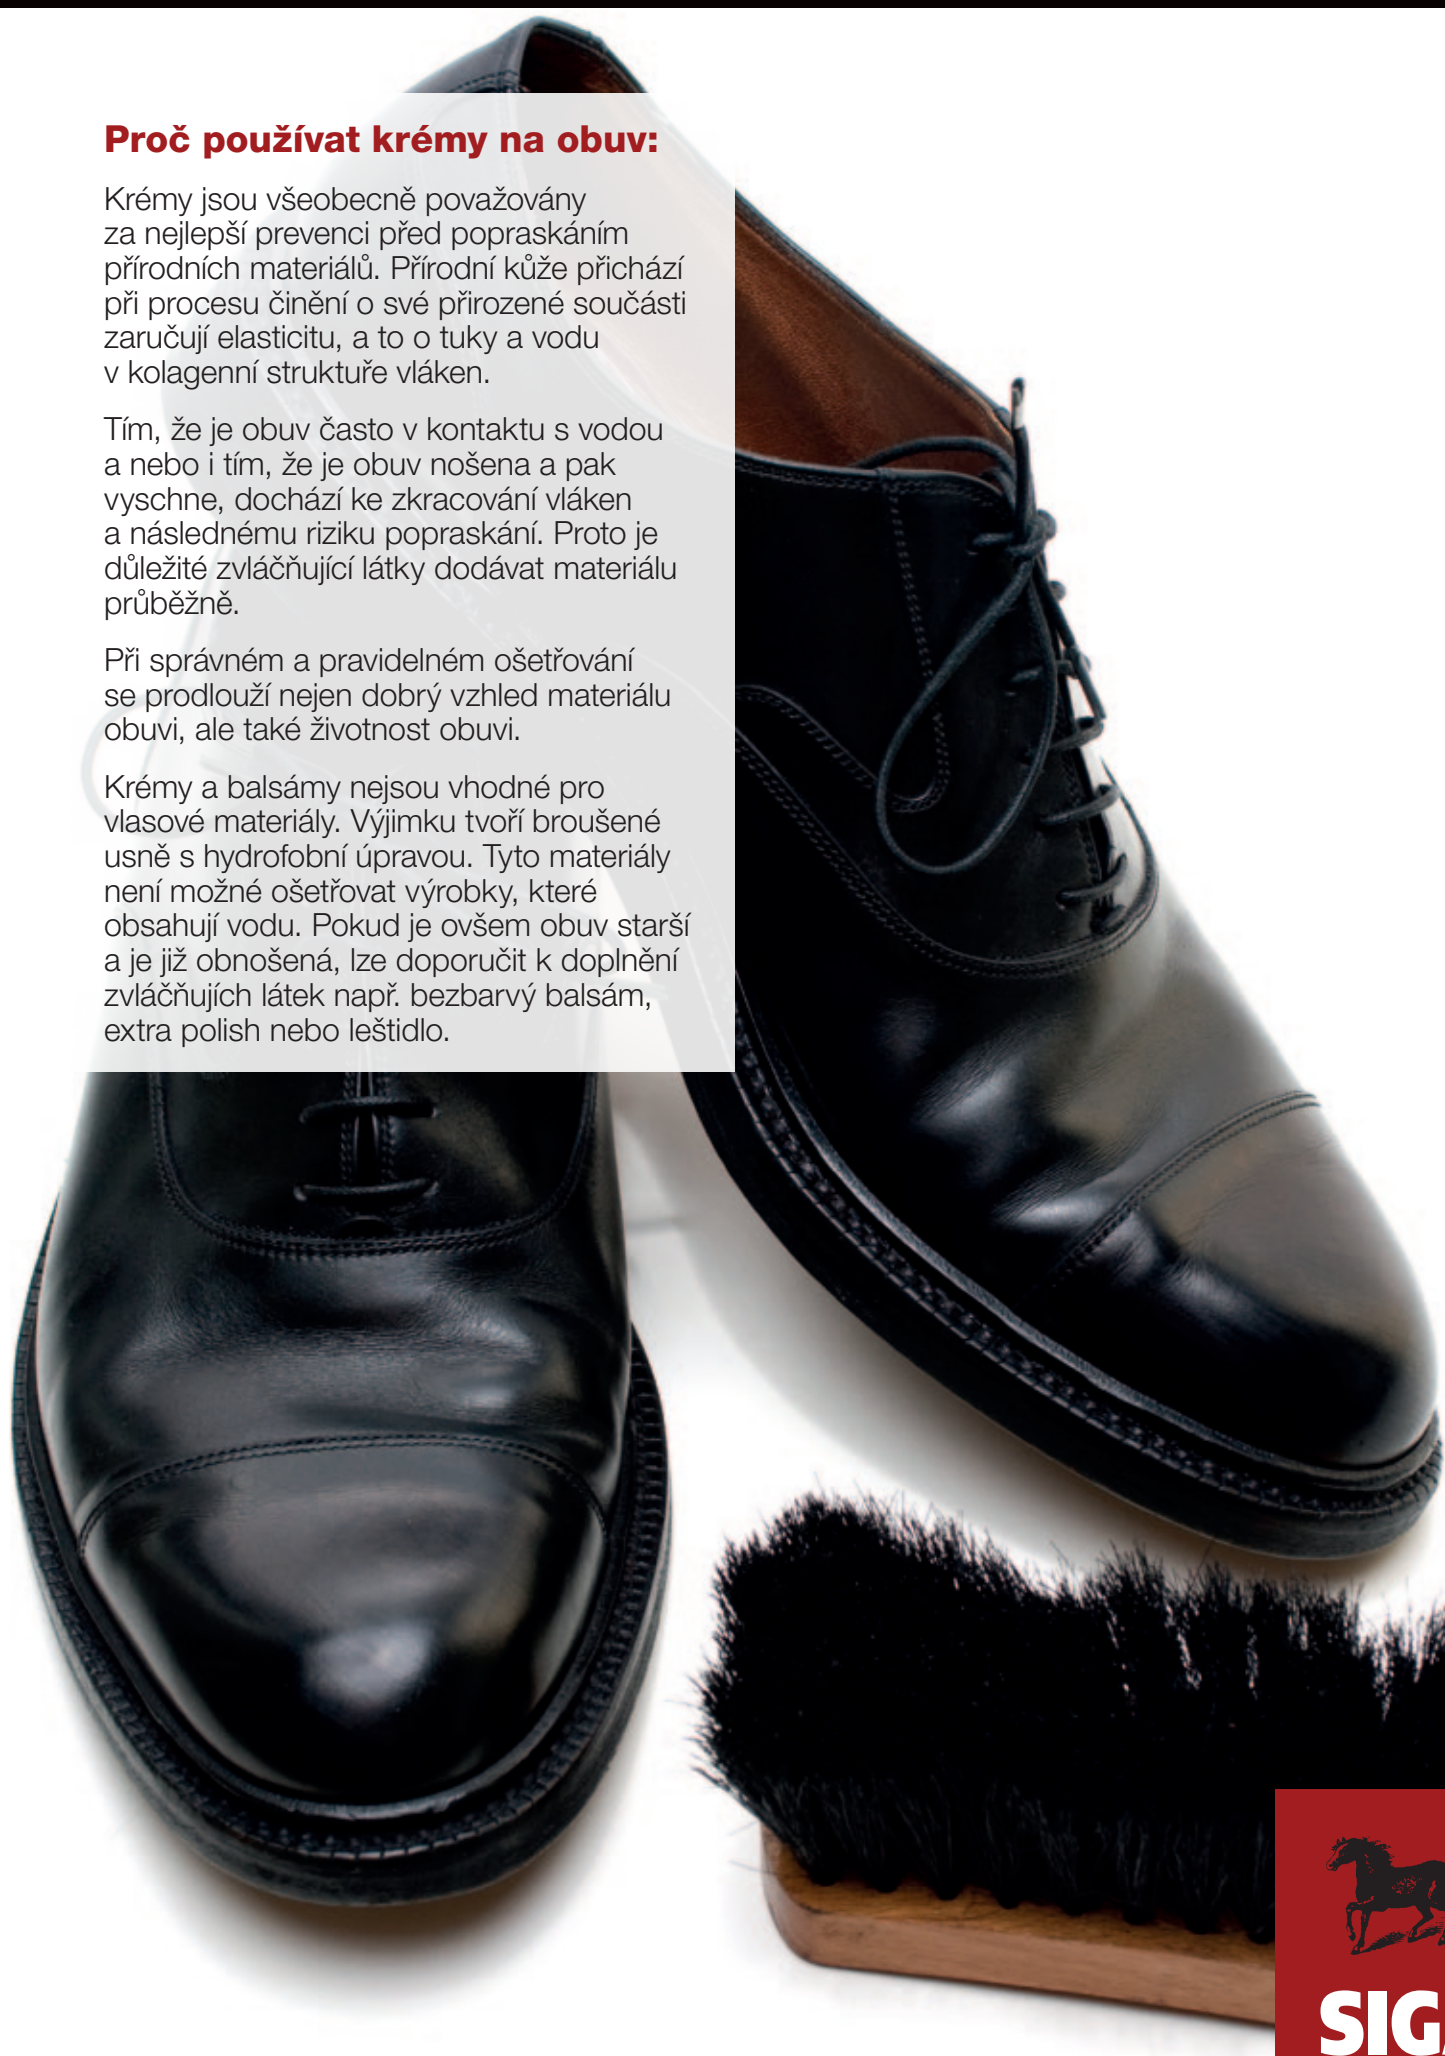 Proč používat krémy na obuv:
Krémy jsou všeobecně považovány
za nejlepší prevenci před popraskáním
přírodních materiálů. Přírodní kůže přichází
při procesu činění o své přirozené součásti
zaručují elasticitu, a to o tuky a vodu
v kolagenní struktuře vláken.
Tím, že je obuv často v kontaktu s vodou
a nebo i tím, že je obuv nošena a pak
vyschne, dochází ke zkracování vláken
a následnému riziku popraskání. Proto je
důležité zvláčňující látky dodávat materiálu
průběžně.
Při správném a pravidelném ošetřování
se prodlouží nejen dobrý vzhled materiálu
obuvi, ale také životnost obuvi.
Krémy a balsámy nejsou vhodné pro
vlasové materiály. Výjimku tvoří broušené
usně s hydrofobní úpravou. Tyto materiály
není možné ošetřovat výrobky, které
obsahují vodu. Pokud je ovšem obuv starší
a je již obnošená, lze doporučit k doplnění
zvláčňujících látek např. bezbarvý balsám,
extra polish nebo leštidlo.
SIG